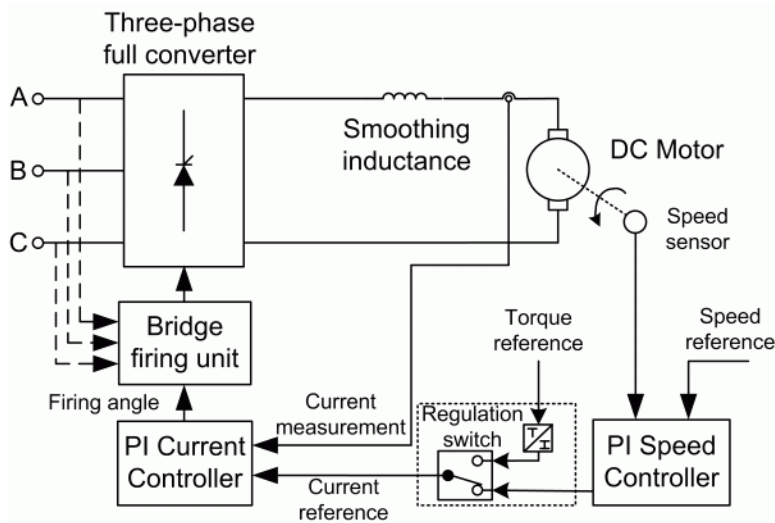 Three-phase
full converter
A
B
C
Smoothing
inductance
DC Motor
Speed
sensor
Bridge
firing unit
Torque
reference
Speed
reference
Firing angle
Current
measurement
Regulation
switch
T
I
PI Current
Controller
Current
reference
PI Speed
Controller